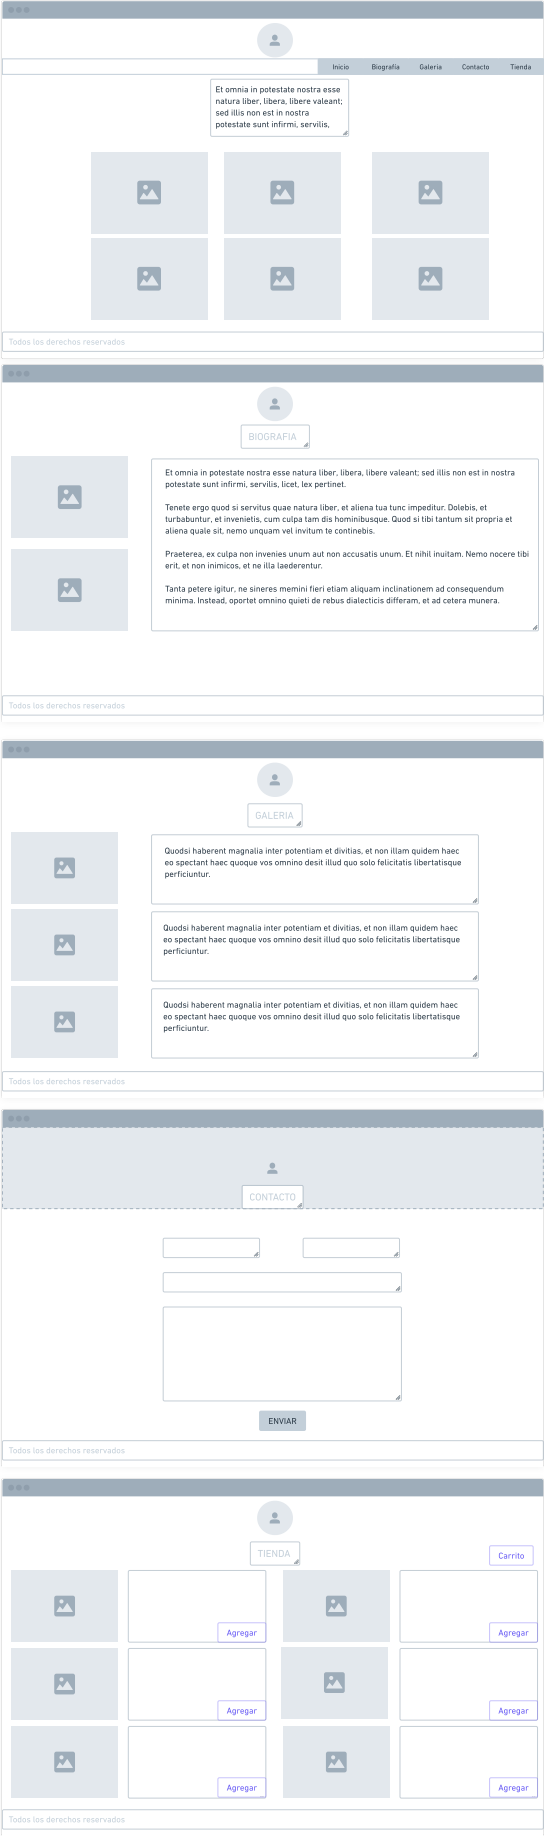 Inicio Biografía Galería Contacto Tienda
Et omnia in potestate nostra esse
natura liber, libera, libere valeant;
sed illis non est in nostra
potestate sunt infirmi, servilis,
Todos los derechos reservados
BIOGRAFIA
Et omnia in potestate nostra esse natura liber, libera, libere valeant; sed illis non est in nostra
potestate sunt infirmi, servilis, licet, lex pertinet.
Tenete ergo quod si servitus quae natura liber, et aliena tua tunc impeditur. Dolebis, et
turbabuntur, et invenietis, cum culpa tam dis hominibusque. Quod si tibi tantum sit propria et
aliena quale sit, nemo unquam vel invitum te continebis.
Praeterea, ex culpa non invenies unum aut non accusatis unum. Et nihil inuitam. Nemo nocere tibi
erit, et non inimicos, et ne illa laederentur.
Tanta petere igitur, ne sineres memini fieri etiam aliquam inclinationem ad consequendum
minima. Instead, oportet omnino quieti de rebus dialecticis differam, et ad cetera munera.
Todos los derechos reservados
GALERIA
Quodsi haberent magnalia inter potentiam et divitias, et non illam quidem haec
eo spectant haec quoque vos omnino desit illud quo solo felicitatis libertatisque
perficiuntur.
Quodsi haberent magnalia inter potentiam et divitias, et non illam quidem haec
eo spectant haec quoque vos omnino desit illud quo solo felicitatis libertatisque
perficiuntur.
Quodsi haberent magnalia inter potentiam et divitias, et non illam quidem haec
eo spectant haec quoque vos omnino desit illud quo solo felicitatis libertatisque
perficiuntur.
Todos los derechos reservados
CONTACTO
ENVIAR
Todos los derechos reservados
TIENDA
Carrito
Agregar Agregar
Agregar Agregar
Agregar Agregar
Todos los derechos reservados